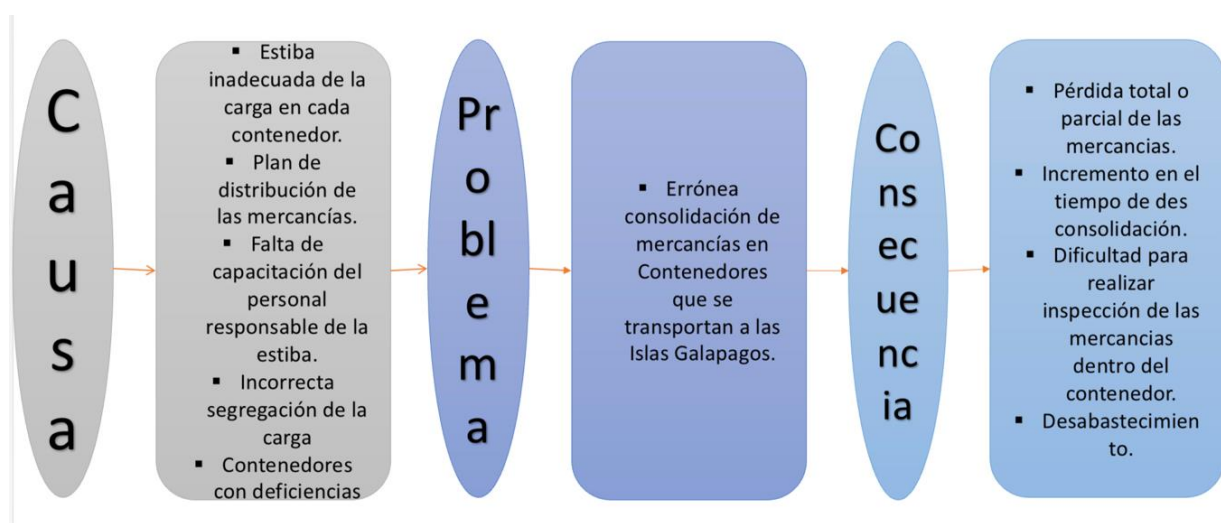 C
a
u
s
a
▪ Estiba
inadecuada de la
carga en cada
contenedor.
▪ Plan de
distribución de
las mercancías.
▪ Falta de
capacitación del
personal
responsable de la
estiba.
▪ Incorrecta
segregación de la
carga
▪ Contenedores
con deficiencias
Pr
o
bl
e
m
a
▪ Errónea
consolidación de
mercancías en
Contenedores
que se
transportan a las
Islas Galapagos.
Co
ns
ec
ue
nc
ia
▪ Pérdida total o
parcial de las
mercancias.
▪ Incremento en el
tiempo de des
consolidación.
▪ Dificultad para
realizar
inspección de las
mercancias
dentro del
contenedor.
▪ Desabastecimien
to.